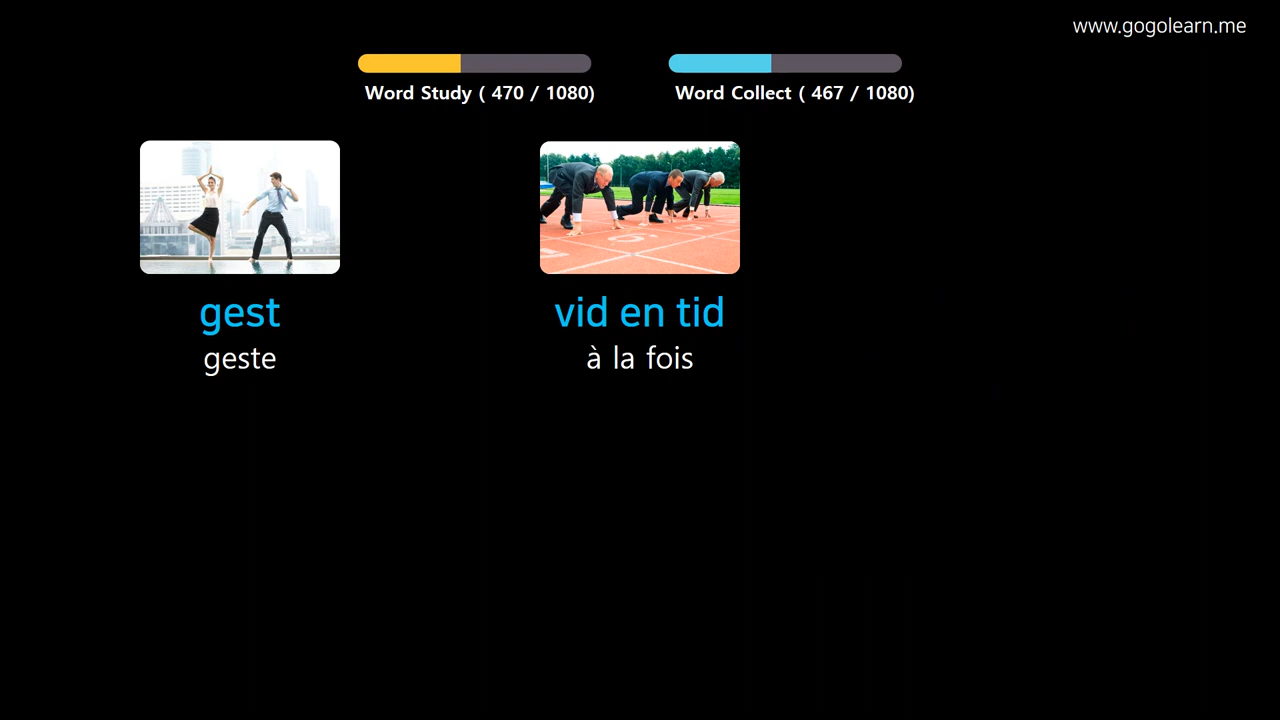 www.gogolearn.me
Word Study ( 470 / 1080)
Word Collect ( 467 / 1080)
gest
geste
vid en tid
à la fois